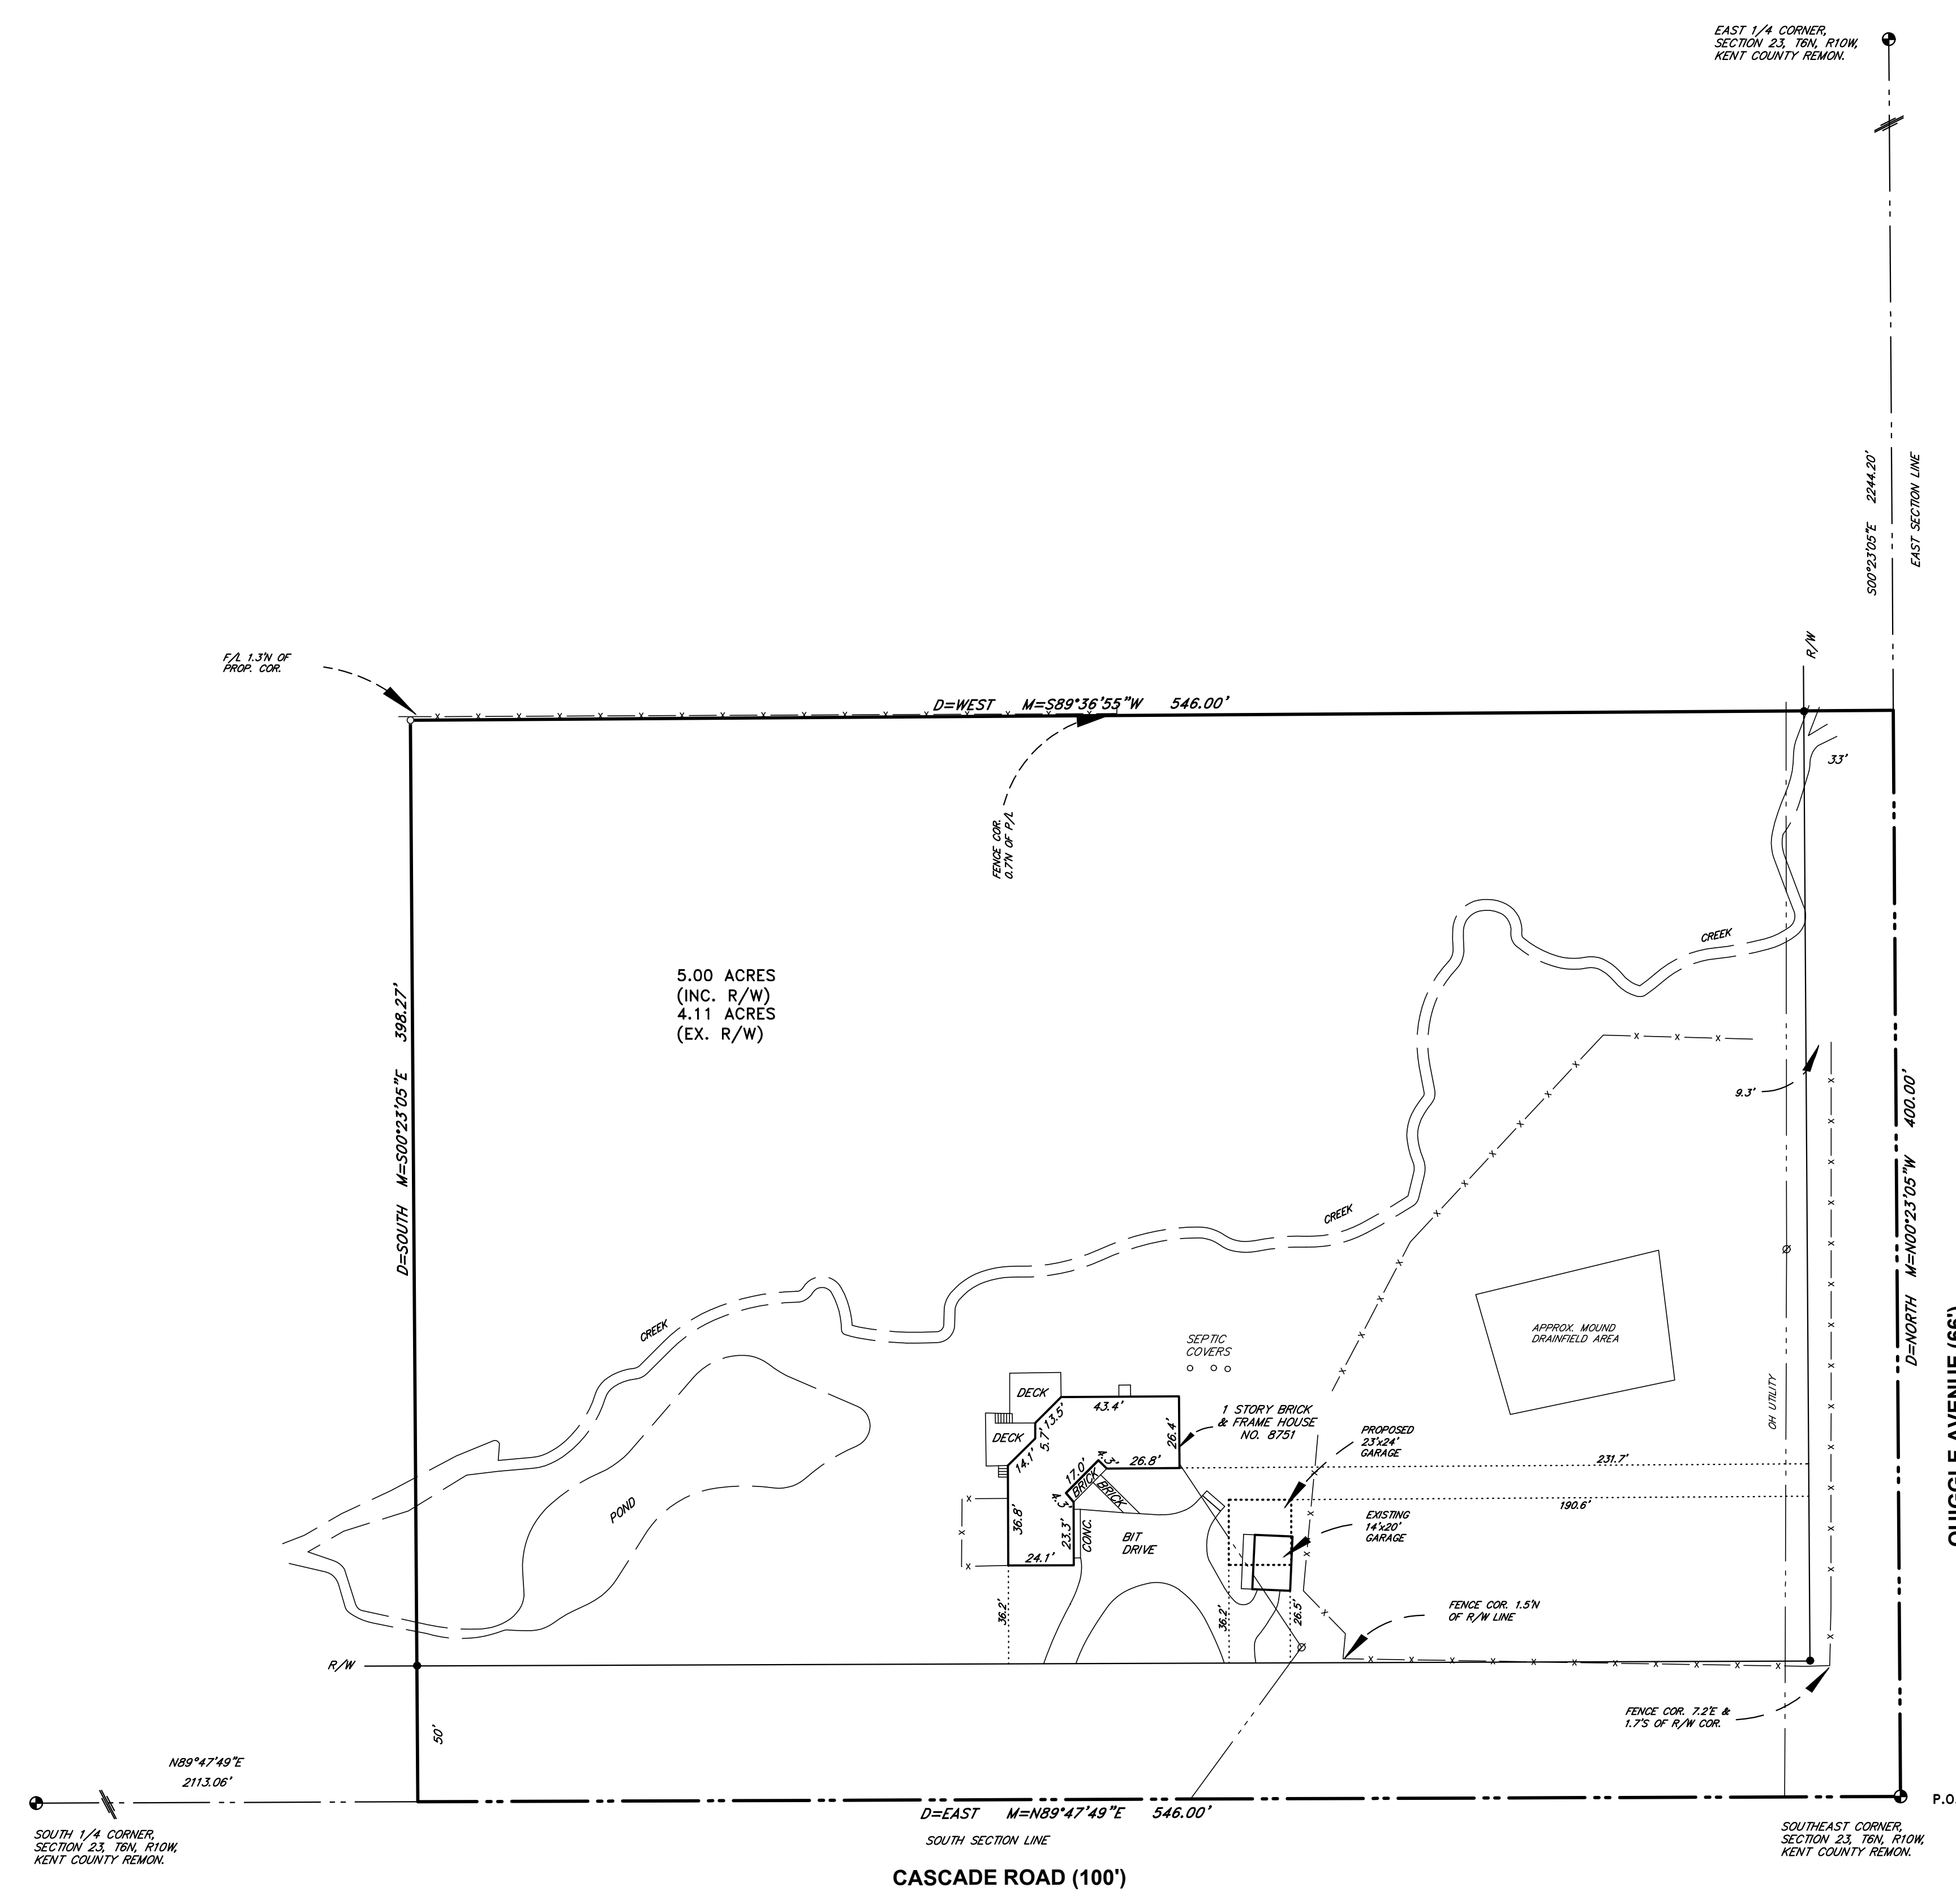 EAST 1/4 CORNER,
SECTION 23, T6N, R10W,
KENT COUNTY REMON.
S00°23'05"E 2244.20'
EAST SECTION LINE
R/W
F/L 1.3'N OF
PROP. COR.
D=WEST M=S89°36'55"W 546.00'
33'
FENCE COR.
0.7'N OF P/L
CREEK
5.00 ACRES
(INC. R/W)
4.11 ACRES
(EX. R/W)
D=SOUTH M=S00°23'05"E 398.27'
9.3'
D=NORTH M=N00°23'05"W 400.00'
CREEK
CREEK
SEPTIC
COVERS
APPROX. MOUND
DRAINFIELD AREA
OH UTILITY
QUIGGLE AVENUE (66')
DECK
DECK
13.5'
5.7'
14.1'
43.4'
26.4'
26.8'
4.3'
17.0'
4.3'
BRICK
BRICK
36.8'
23.3'
24.1'
CONC.
BIT
DRIVE
1 STORY BRICK
& FRAME HOUSE
NO. 8751
PROPOSED
23'x24'
GARAGE
231.7'
190.6'
EXISTING
14'x20'
GARAGE
POND
36.2'
36.2'
26.5'
FENCE COR. 1.5'N
OF R/W LINE
R/W
50'
FENCE COR. 7.2'E &
1.7'S OF R/W COR.
N89°47'49"E
2113.06'
P.O.
D=EAST M=N89°47'49"E 546.00'
SOUTH SECTION LINE
SOUTH 1/4 CORNER,
SECTION 23, T6N, R10W,
KENT COUNTY REMON.
SOUTHEAST CORNER,
SECTION 23, T6N, R10W,
KENT COUNTY REMON.
CASCADE ROAD (100')